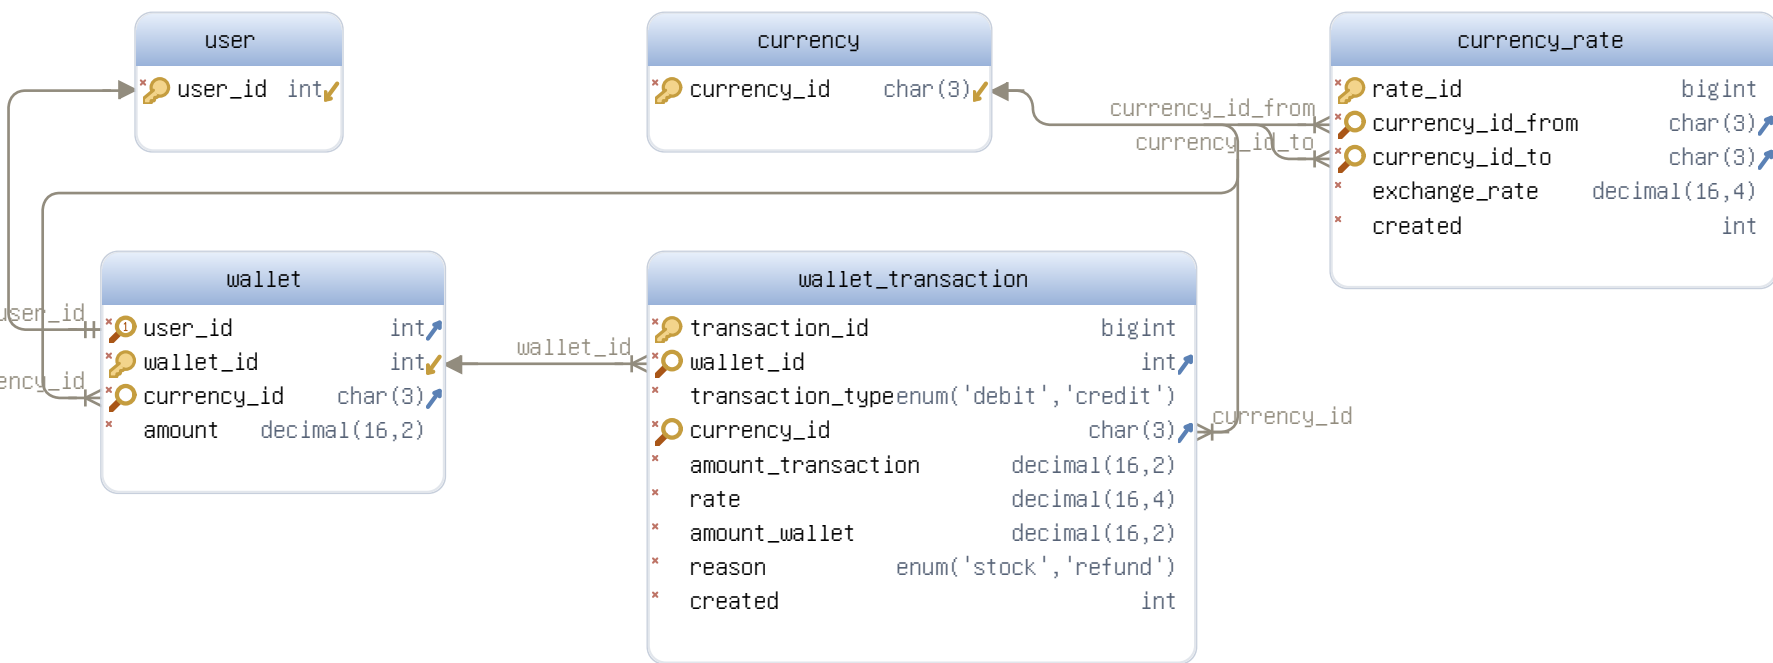 user
user_id int
currency
currency_id char(3)
currency_rate
rate_id bigint
currency_id_from char(3)
currency_id_to char(3)
exchange_rate decimal(16,4)
created int
currency_id_from
currency_id_to
wallet
user_id int
wallet_id int
currency_id char(3)
amount decimal(16,2)
user_id
ency_id
wallet_id
wallet_transaction
transaction_id bigint
wallet_id int
transaction_type enum('debit','credit')
currency_id char(3)
amount_transaction decimal(16,2)
rate decimal(16,4)
amount_wallet decimal(16,2)
reason enum('stock','refund')
created int
currency_id